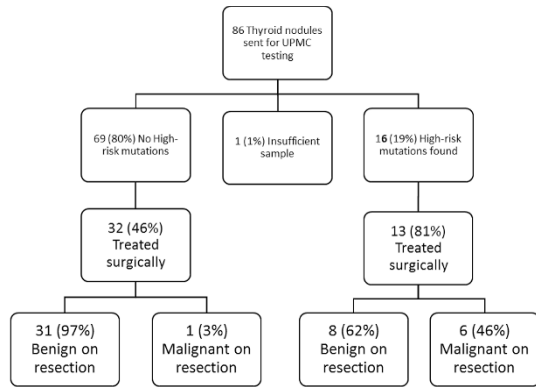 86 Thyroid nodules
sent for UPMC
testing
69 (80%) No High-
risk mutations
1 (1%) Insufficient
sample
16 (19%) High-risk
mutations found
32 (46%)
Treated
surgically
13 (81%)
Treated
surgically
31 (97%)
Benign on
resection
1 (3%)
Malignant on
resection
8 (62%)
Benign on
resection
6 (46%)
Malignant on
resection